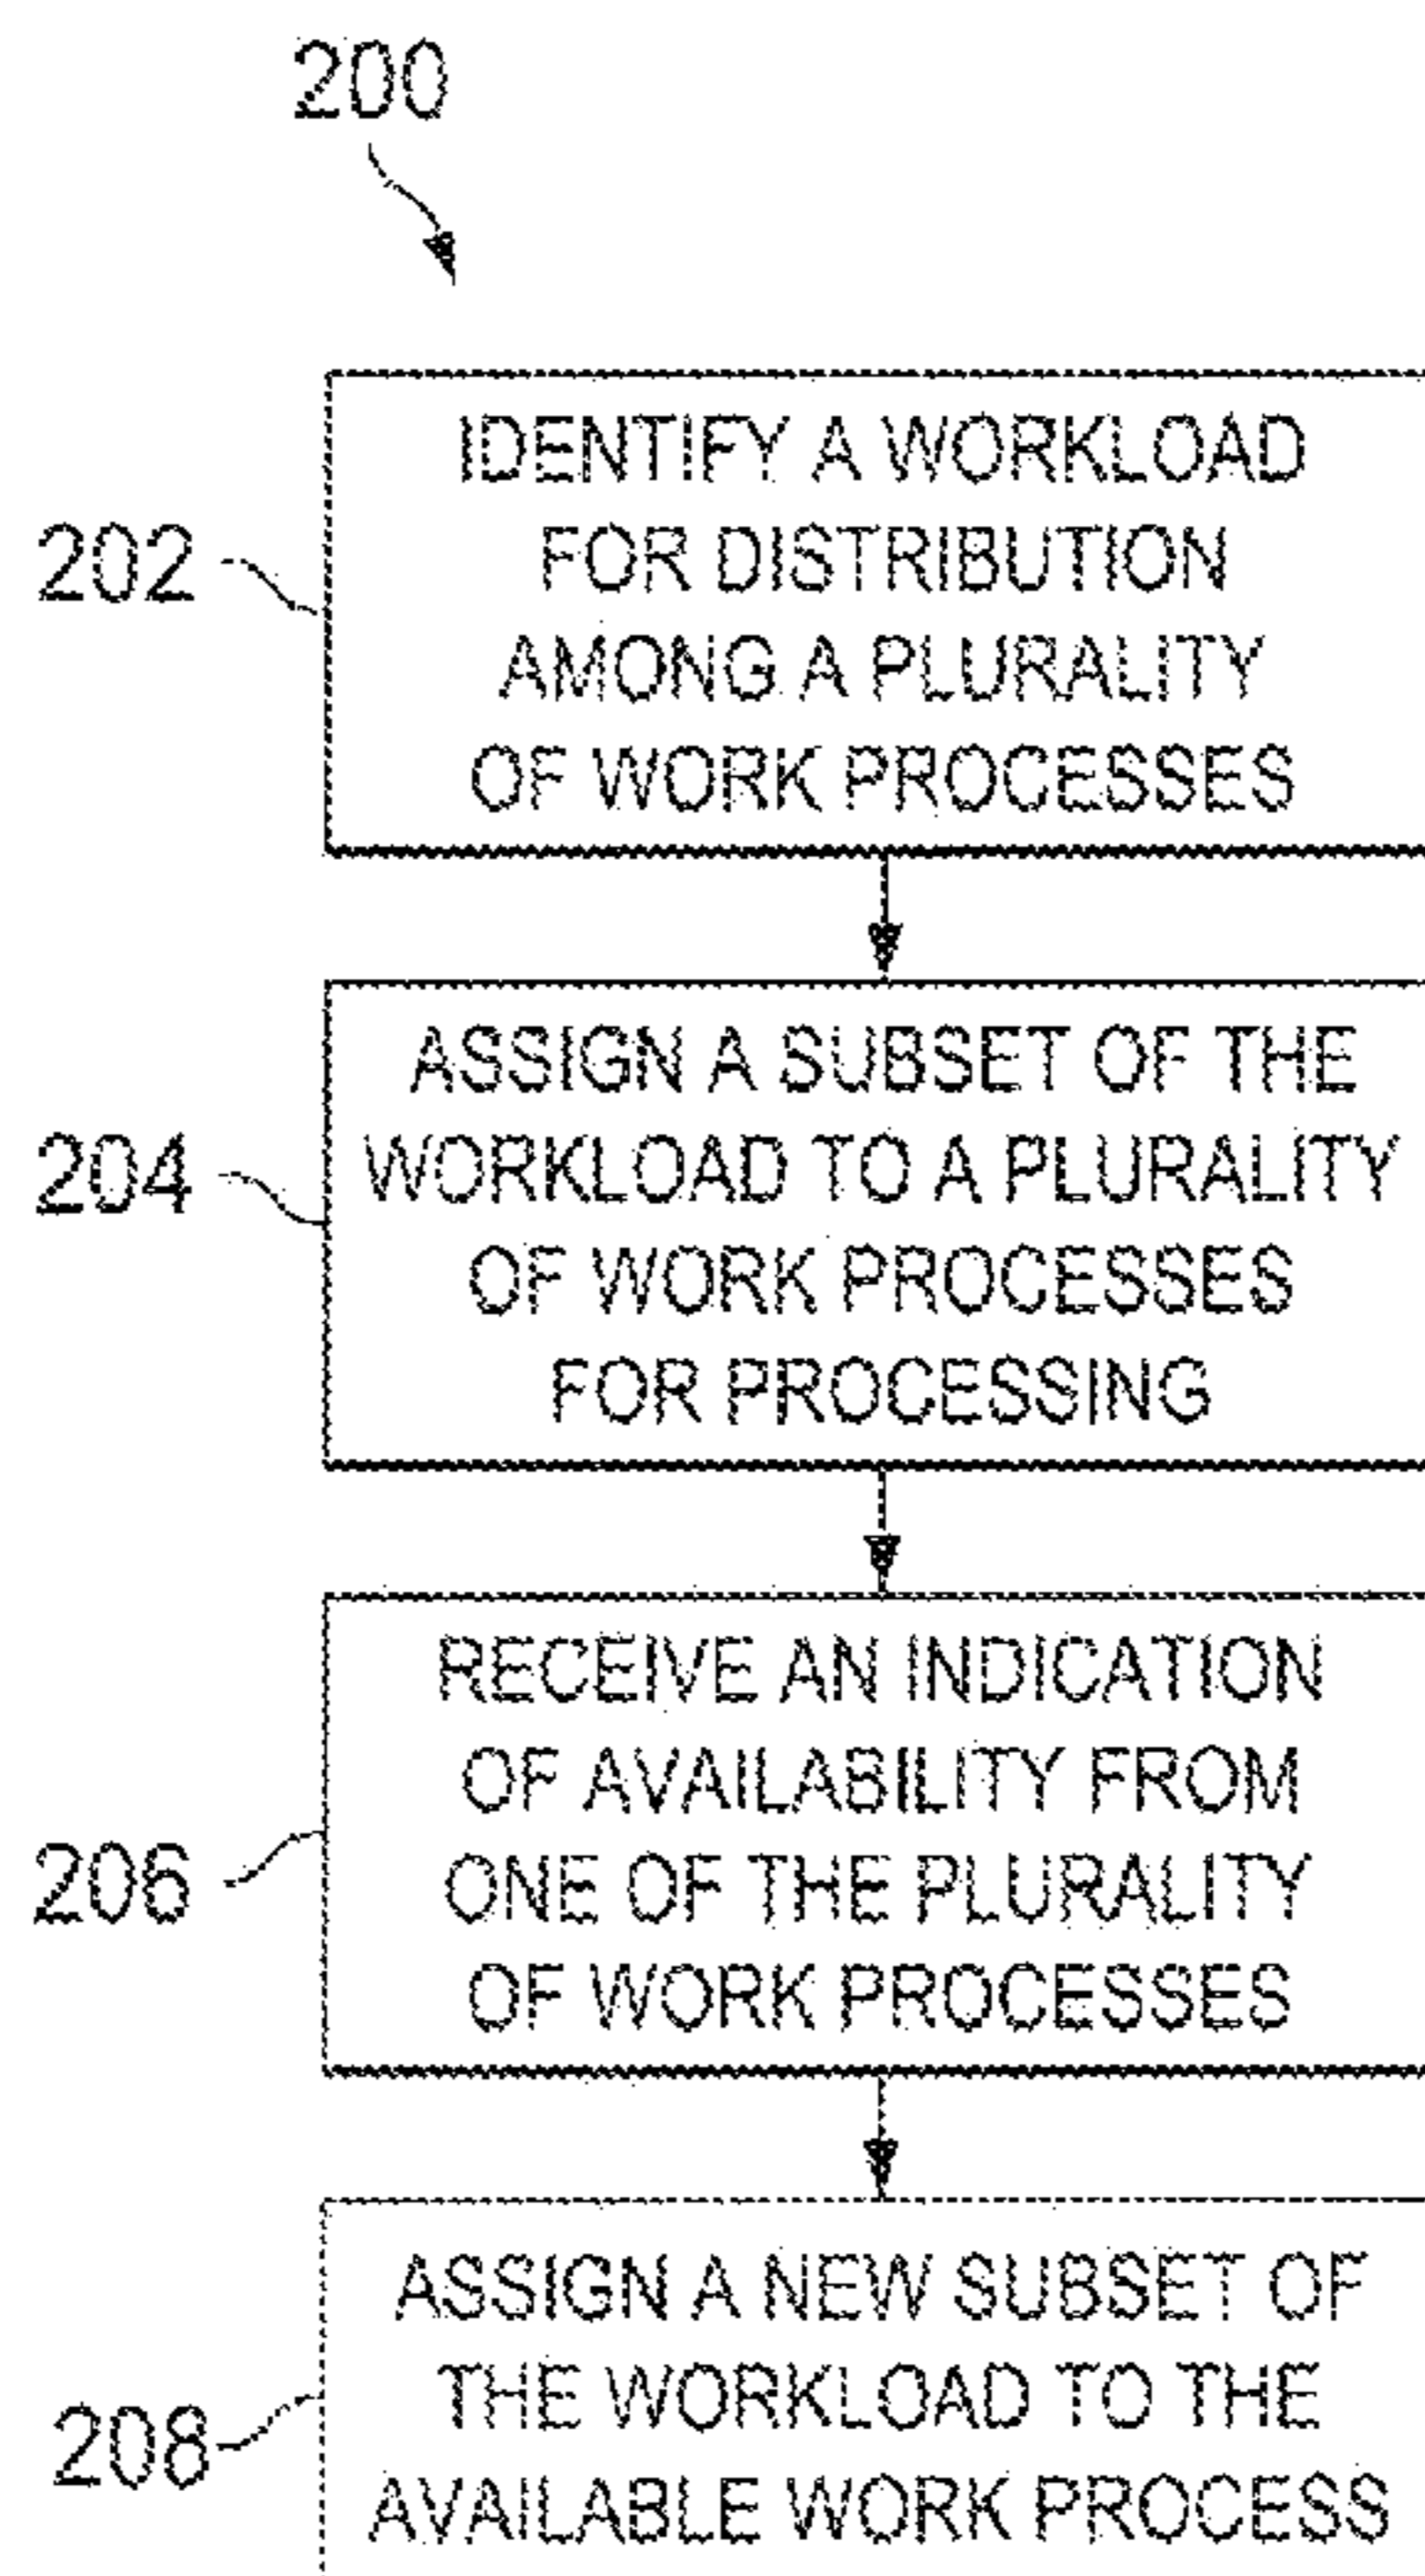 200
202
IDENTIFY A WORKLOAD
FOR DISTRIBUTION
AMONG A PLURALITY
OF WORK PROCESSES
204
ASSIGN A SUBSET OF THE
WORKLOAD TO A PLURALITY
OF WORK PROCESSES
FOR PROCESSING
206
RECEIVE AN INDICATION
OF AVAILABILITY FROM
ONE OF THE PLURALITY
OF WORK PROCESSES
208
ASSIGN A NEW SUBSET OF
THE WORKLOAD TO THE
AVAILABLE WORK PROCESS